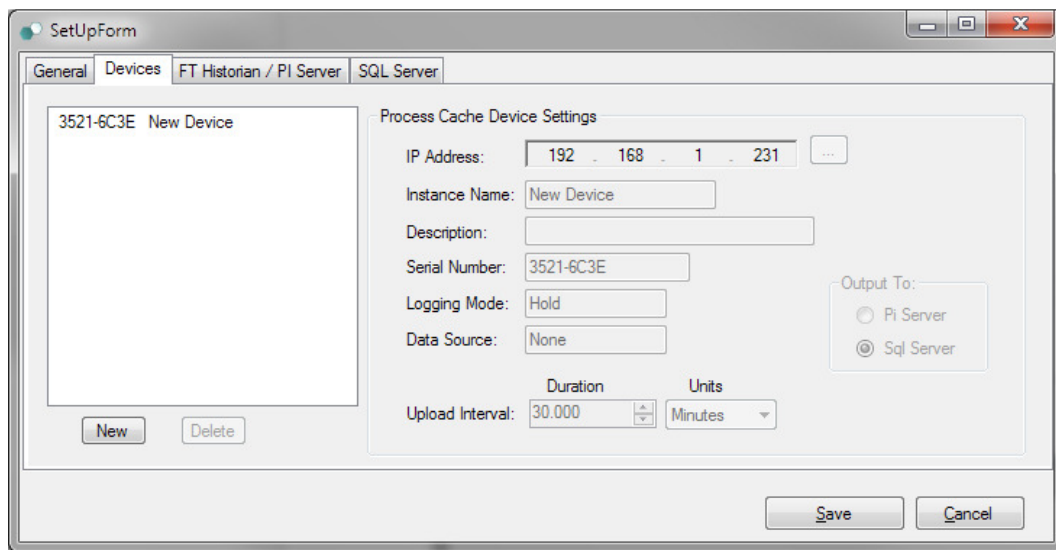 SetUpForm
General Devices FT Historian / PI Server SQL Server
3521-6C3E New Device
New Delete
Process Cache Device Settings
IP Address: 192 . 168 . 1 . 231 ...
Instance Name: New Device
Description:
Serial Number: 3521-6C3E
Logging Mode: Hold
Data Source: None
Output To:
Pi Server
Sql Server
Duration Units
Upload Interval: 30.000 Minutes
Save Cancel